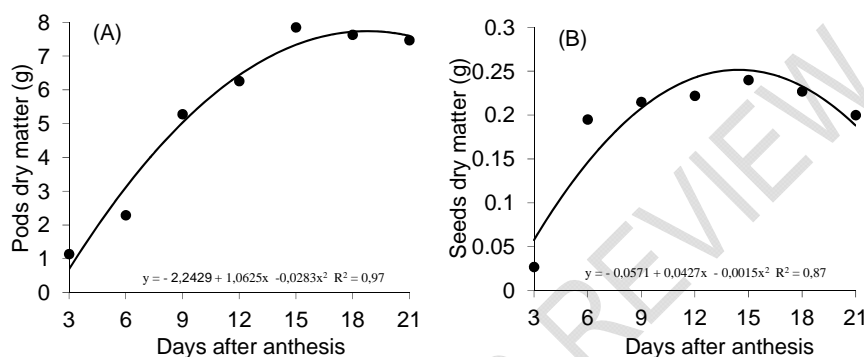 (A)
Pods dry matter (g)
8
7
6
5
4
3
2
1
0
y = - 2,2429 + 1,0625x -0,0283x² R² = 0,97
3 6 9 12 15 18 21
Days after anthesis
(B)
Seeds dry matter (g)
0.3
0.25
0.2
0.15
0.1
0.05
0
y = - 0,0571 + 0,0427x - 0,0015x² R² = 0,87
3 6 9 12 15 18 21
Days after anthesis
REVIEW